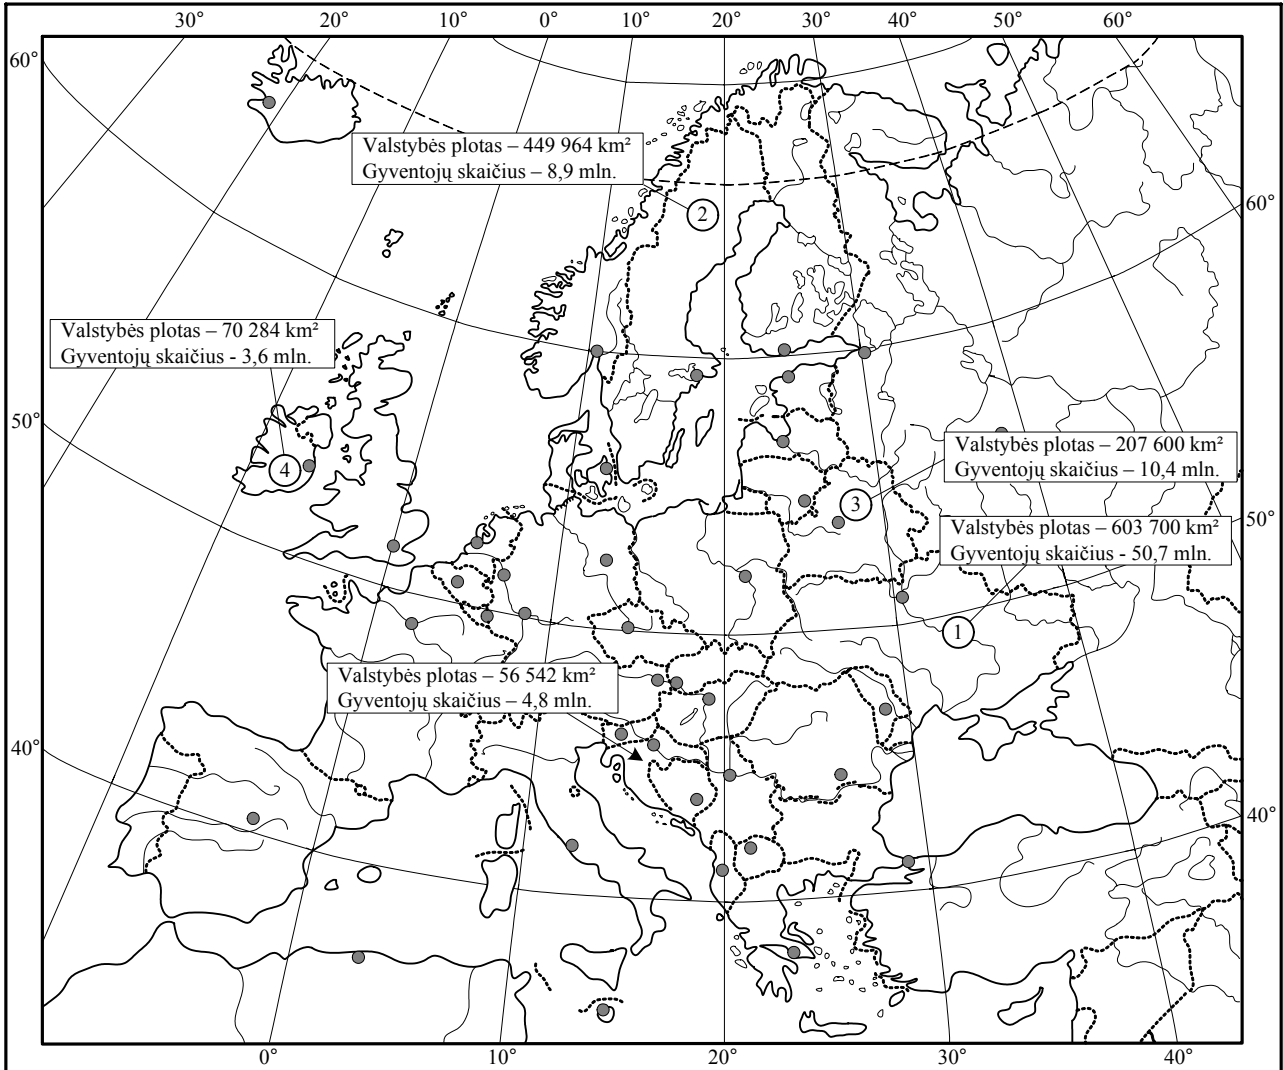 30° 20° 10° 0° 10° 20° 30° 40° 50° 60°
60°
Valstybės plotas – 449 964 km²
Gyventojų skaičius – 8,9 mln.
2
60°
Valstybės plotas – 70 284 km²
Gyventojų skaičius - 3,6 mln.
50°
4
Valstybės plotas – 207 600 km²
Gyventojų skaičius – 10,4 mln.
3
50°
Valstybės plotas – 603 700 km²
Gyventojų skaičius - 50,7 mln.
1
Valstybės plotas – 56 542 km²
Gyventojų skaičius – 4,8 mln.
40°
40°
0° 10° 20° 30° 40°